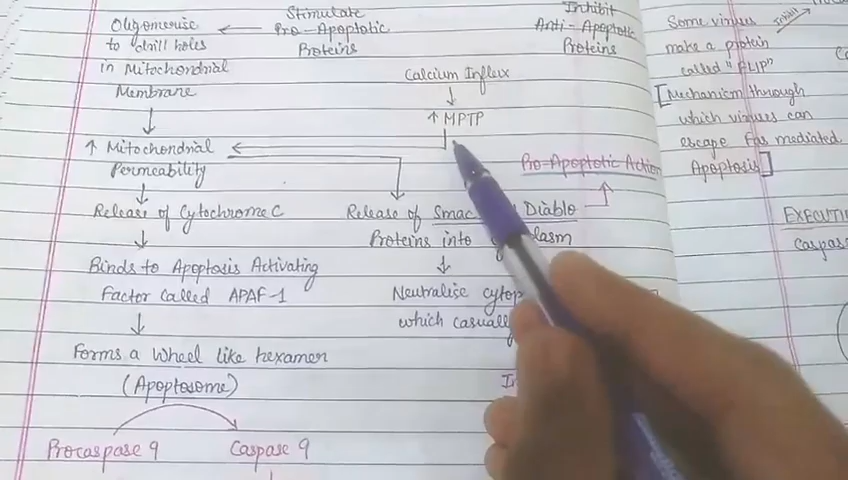 Oligomerise
to drill holes
in Mitochondrial
Membrane
↑ Mitochondrial
Permeability
Release of Cytochrome C
Binds to Apoptosis Activating
Factor called APAF-1
Forms a Wheel like hexamer
(Apoptosome)
Procaspase 9
Caspase 9
Stimulate
Pro-Apoptotic
Proteins
Inhibit
Anti-Apoptotic
Proteins
Calcium Influx
↑ MPTP
Pro-Apoptotic Action
Release of Smac Diablo
Proteins into
Neutralise
which
Some viruses
make a protein
called "FLIP"
[Mechanism through
which viruses can
escape Fas mediated
Apoptosis]
Inhibit